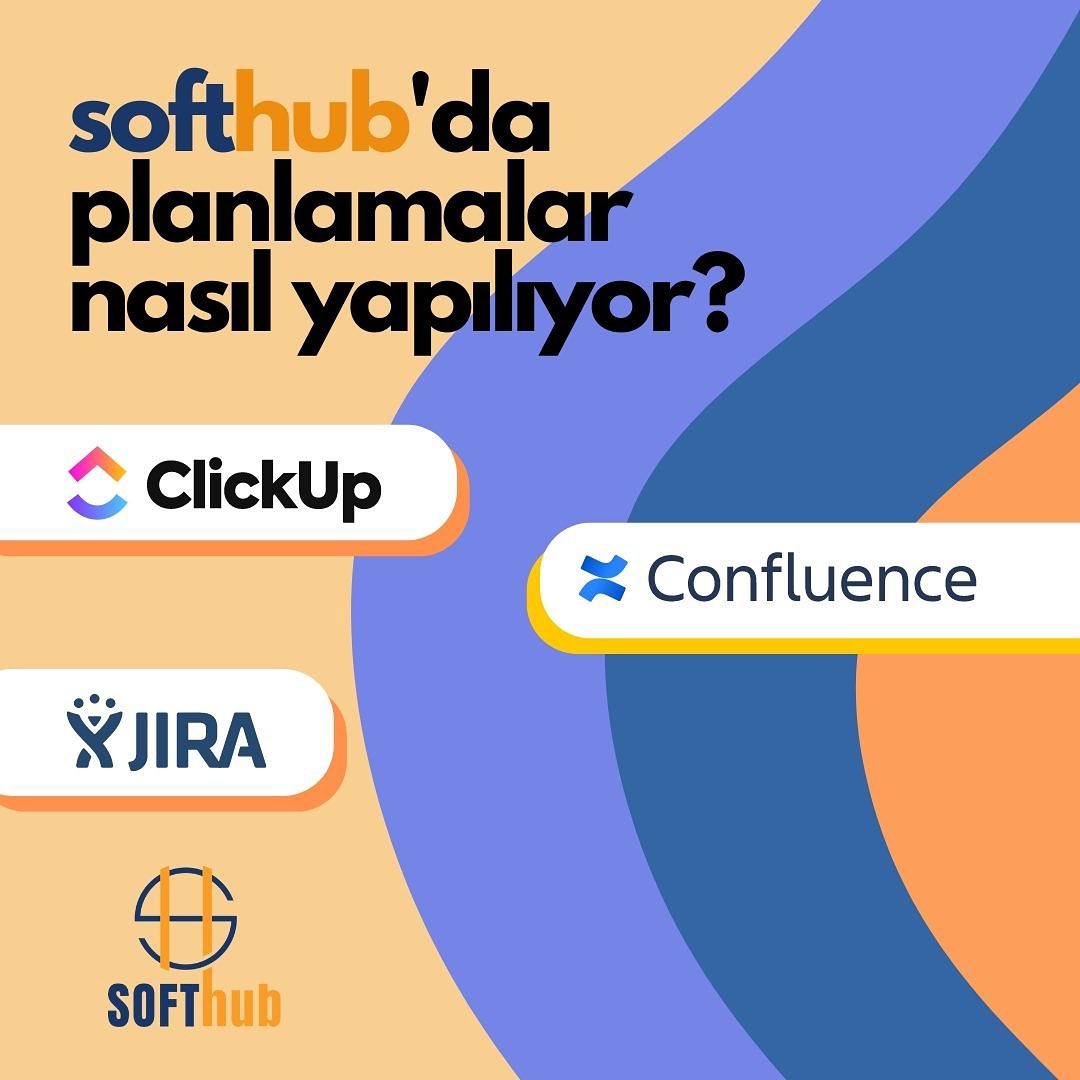 softhub'da
planlamalar
nasıl yapılıyor?
ClickUp
Confluence
JIRA
SOFThub